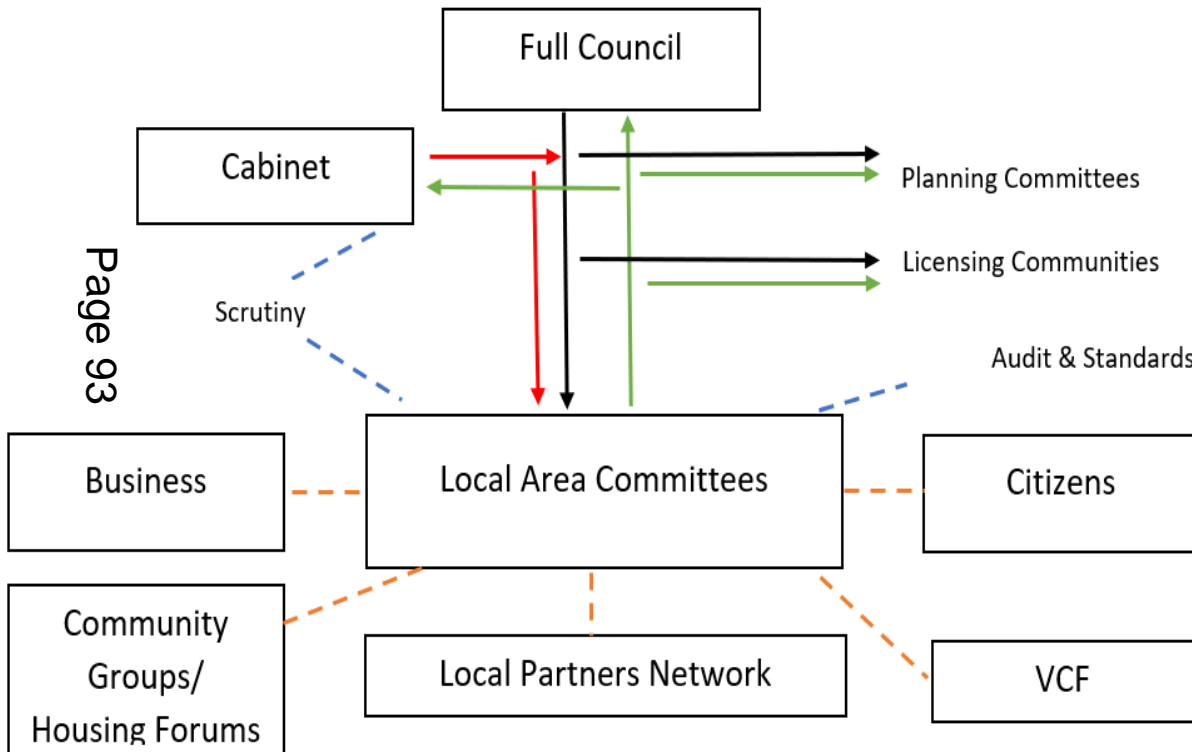 Full Council
Cabinet
Planning Committees
Page 93
Licensing Communities
Scrutiny
Audit & Standards
Business
Local Area Committees
Citizens
Community
Groups/
Housing Forums
Local Partners Network
VCF